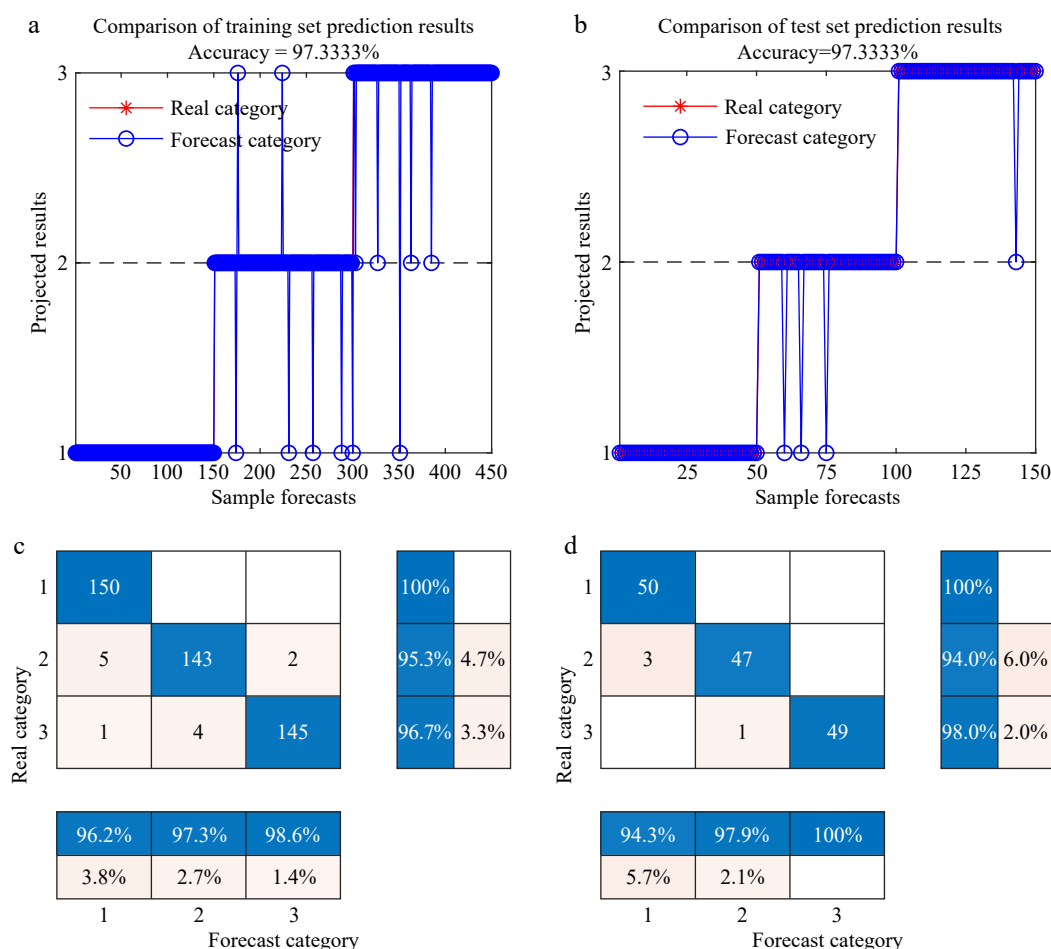 a
Comparison of training set prediction results
Accuracy = 97.3333%
3
2
1
Projected results
Real category
Forecast category
50 100 150 200 250 300 350 400 450
Sample forecasts
b
Comparison of test set prediction results
Accuracy=97.3333%
3
2
1
Projected results
Real category
Forecast category
25 50 75 100 125 150
Sample forecasts
c
Real category
1 150 100%
2 5 143 2 95.3% 4.7%
3 1 4 145 96.7% 3.3%
96.2% 97.3% 98.6%
3.8% 2.7% 1.4%
1 2 3
Forecast category
d
Real category
1 50 100%
2 3 47 94.0% 6.0%
3 1 49 98.0% 2.0%
94.3% 97.9% 100%
5.7% 2.1%
1 2 3
Forecast category